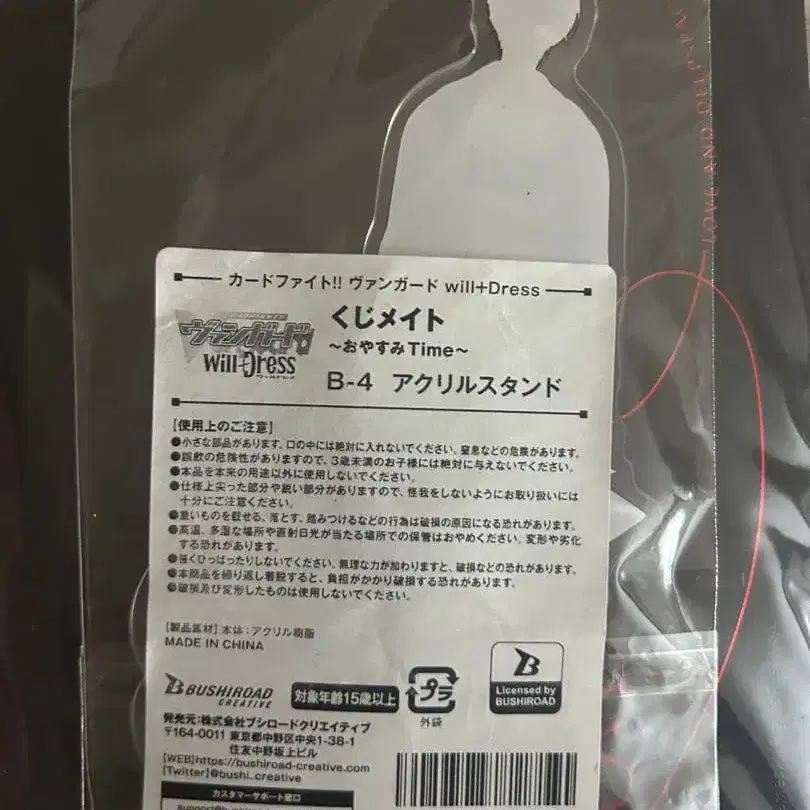 LOVE AND DEEPSPA
カードファイト!! ヴァンガード will+Dress
ヴァンガード
will+Dress
くじメイト
〜おやすみTime〜
B-4 アクリルスタンド
【使用上のご注意】
●小さな部品があります。口の中には絶対に入れないでください。窒息などの危険があります。
●誤飲の危険性がありますので、3歳未満のお子様には絶対に与えないでください。
●本品を本来の用途以外に使用しないでください。
●仕様上尖った部分や鋭い部分がありますので、怪我をしないようにお取り扱いには
十分にご注意ください。
●重いものを載せる、落とす、踏みつけるなどの行為は破損の原因になる恐れがあります。
●高温、多湿な場所や直射日光が当たる場所での保管はおやめください。変形や劣化
する恐れがあります。
●強くひっぱったりしないでください。無理な力が加わりますと、破損などの恐れがあります。
●本商品を繰り返し着脱すると、負担がかかり破損する恐れがあります。
●破損及び変形したものは使用しないでください。
【製品素材】本体:アクリル樹脂
MADE IN CHINA
BUSHIROAD
CREATIVE
対象年齢15歳以上
プラ
外袋
Licensed by
BUSHIROAD
発売元:株式会社ブシロードクリエイティブ
〒164-0011 東京都中野区中央1-38-1
住友中野坂上ビル
[WEB]https://bushiroad-creative.com
[Twitter]@bushi_creative
カスタマーサポート窓口